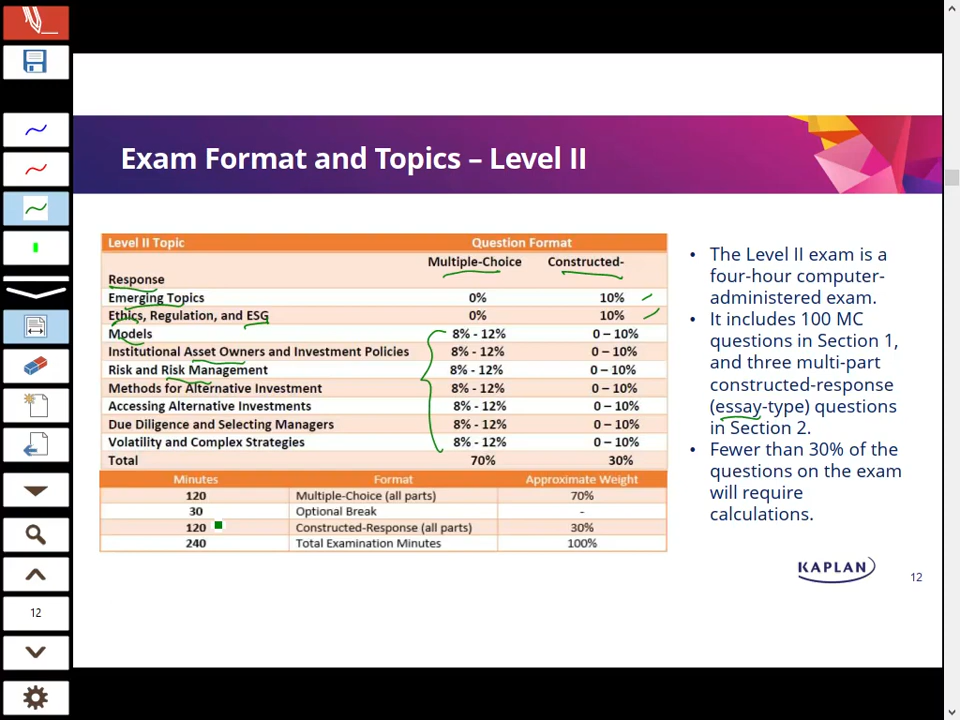 Exam Format and Topics – Level II
Level II Topic Question Format
Multiple-Choice Constructed-
Response
Emerging Topics 0% 10%
Ethics, Regulation, and ESG 0% 10%
Models 8% - 12% 0 – 10%
Institutional Asset Owners and Investment Policies 8% - 12% 0 – 10%
Risk and Risk Management 8% - 12% 0 – 10%
Methods for Alternative Investment 8% - 12% 0 – 10%
Accessing Alternative Investments 8% - 12% 0 – 10%
Due Diligence and Selecting Managers 8% - 12% 0 – 10%
Volatility and Complex Strategies 8% - 12% 0 – 10%
Total 70% 30%
Minutes Format Approximate Weight
120 Multiple-Choice (all parts) 70%
30 Optional Break -
120 Constructed-Response (all parts) 30%
240 Total Examination Minutes 100%
• The Level II exam is a
four-hour computer-
administered exam.
• It includes 100 MC
questions in Section 1,
and three multi-part
constructed-response
(essay-type) questions
in Section 2.
• Fewer than 30% of the
questions on the exam
will require
calculations.
KAPLAN
12
12